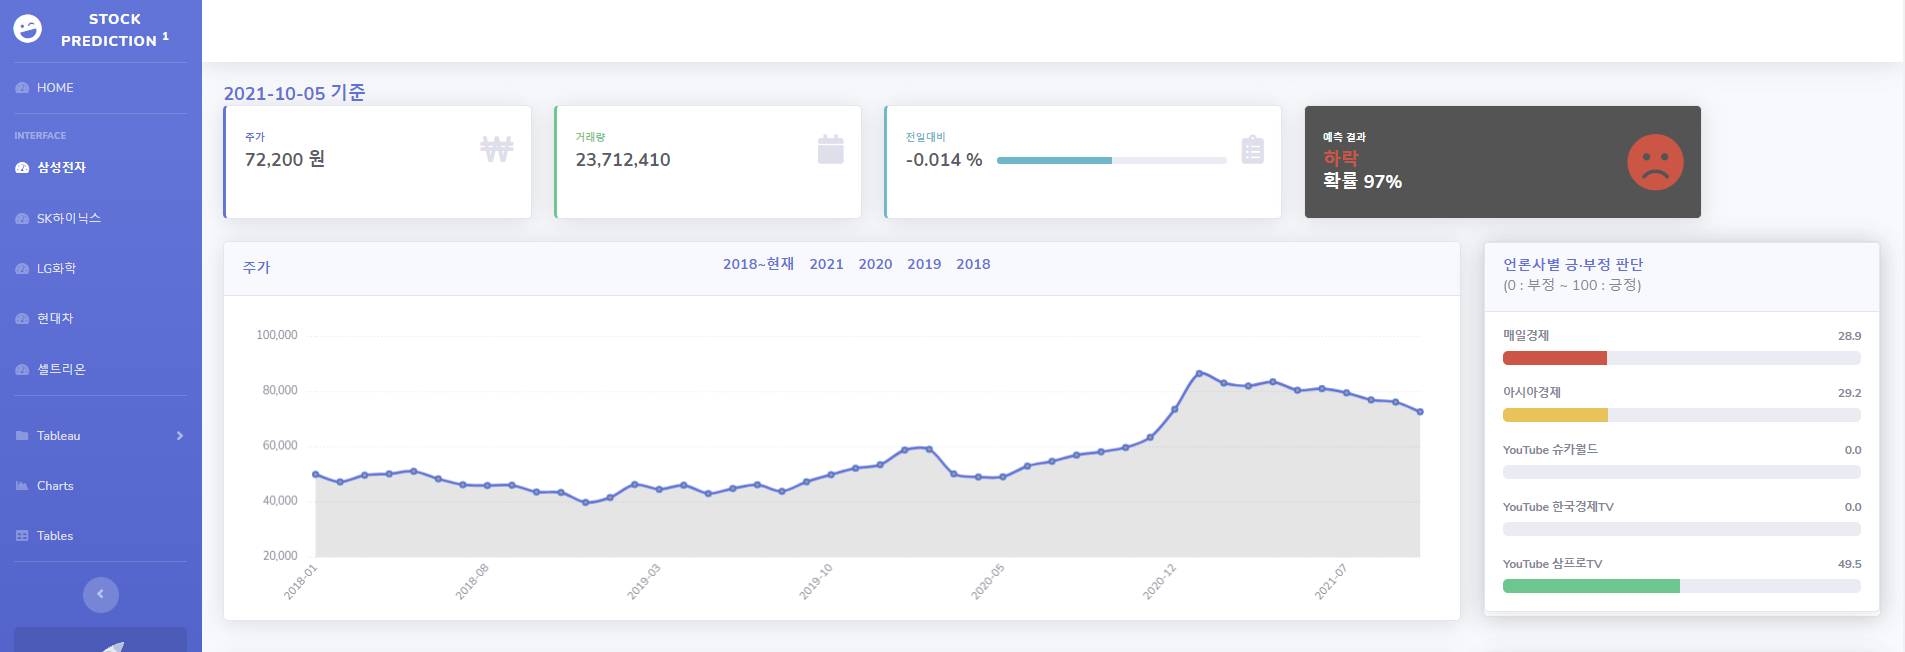 STOCK
PREDICTION 1
HOME
INTERFACE
삼성전자
SK하이닉스
LG화학
현대차
셀트리온
Tableau
Charts
Tables
2021-10-05 기준
주가
72,200 원
거래량
23,712,410
전일대비
-0.014 %
예측 결과
하락
확률 97%
주가
2018~현재 2021 2020 2019 2018
100,000
80,000
60,000
40,000
20,000
2018-01
2018-08
2019-03
2019-10
2020-05
2020-12
2021-07
언론사별 긍·부정 판단
(0 : 부정 ~ 100 : 긍정)
매일경제 28.9
아시아경제 29.2
YouTube 슈카월드 0.0
YouTube 한국경제TV 0.0
YouTube 삼프로TV 49.5